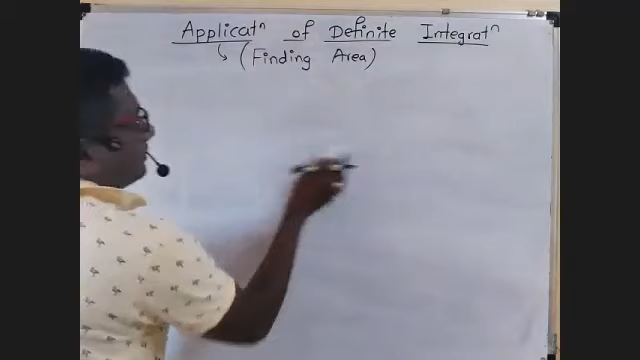 Applicatⁿ of Definite Integratⁿ
(Finding Area)